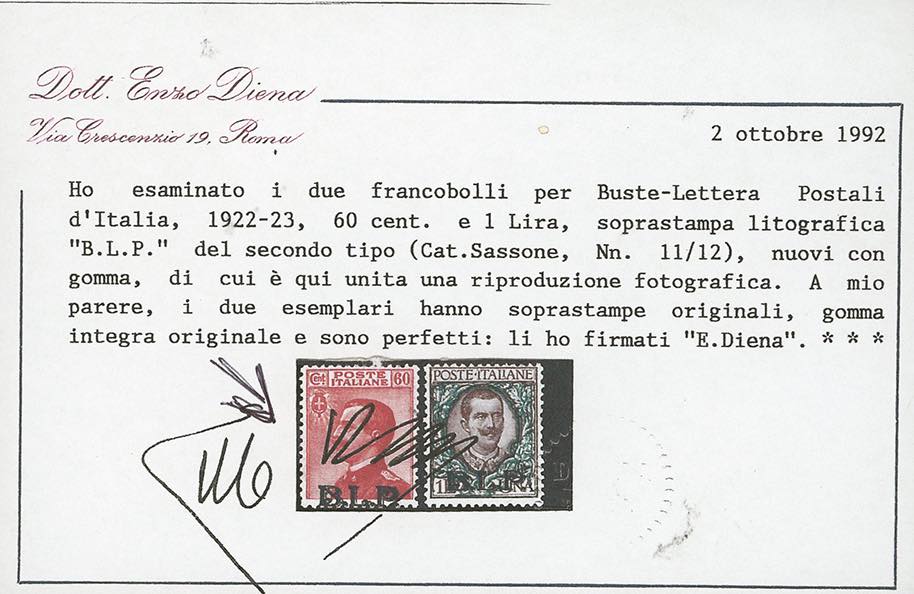 Dott. Enzo Diena
Via Crescenzio 19, Roma
2 ottobre 1992
Ho esaminato i due francobolli per Buste-Lettera Postali
d'Italia, 1922-23, 60 cent. e 1 Lira, soprastampa litografica
"B.L.P." del secondo tipo (Cat.Sassone, Nn. 11/12), nuovi con
gomma, di cui è qui unita una riproduzione fotografica. A mio
parere, i due esemplari hanno soprastampe originali, gomma
integra originale e sono perfetti: li ho firmati "E.Diena". * * *
POSTE
ITALIANE
60
B.L.P.
POSTE·ITALIANE
B.L.P.